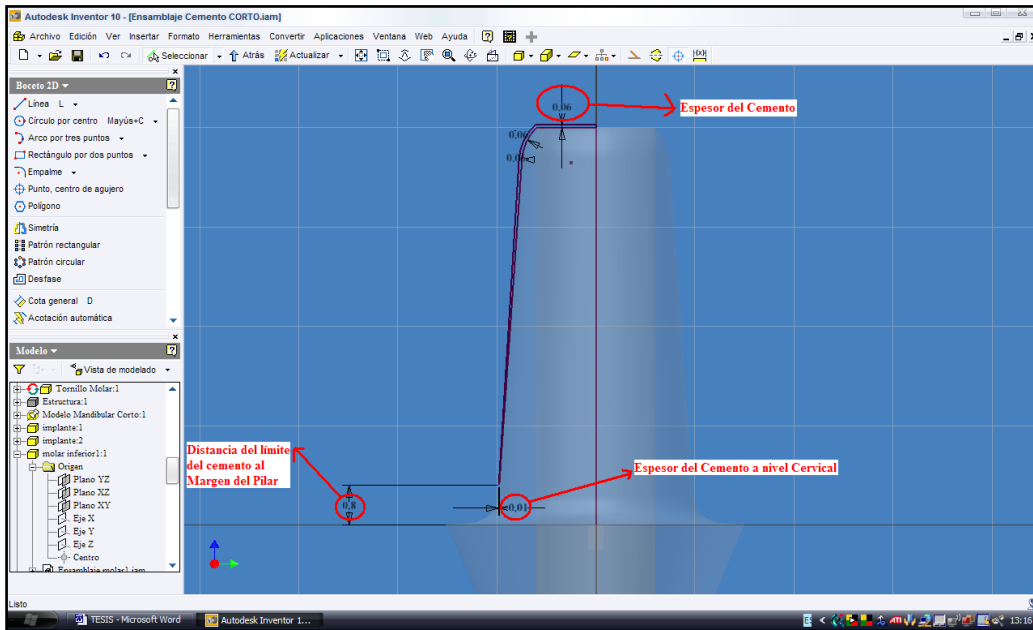 Autodesk Inventor 10 - [Ensamblaje Cemento CORTO.iam]
Archivo Edición Ver Insertar Formato Herramientas Convertir Aplicaciones Ventana Web Ayuda
Seleccionar Atrás Actualizar
Boceto 2D
Línea L
Círculo por centro Mayús+C
Arco por tres puntos
Rectángulo por dos puntos
Empalme
Punto, centro de agujero
Polígono
Simetría
Patrón rectangular
Patrón circular
Desfase
Cota general D
Acotación automática
Modelo
Vista de modelado
Tornillo Molar:1
Estructura:1
Modelo Mandibular Corto:1
implante:1
implante:2
molar inferior1:1
Origen
Plano YZ
Plano XZ
Plano XY
Eje X
Eje Y
Eje Z
Centro
Ensamblaje molar1.iam
0,06
Espesor del Cemento
0,06
Distancia del límite
del cemento al
Margen del Pilar
0,8
Espesor del Cemento a nivel Cervical
0,01
Listo
TESIS - Microsoft Word
Autodesk Inventor 1...
ES
13:16